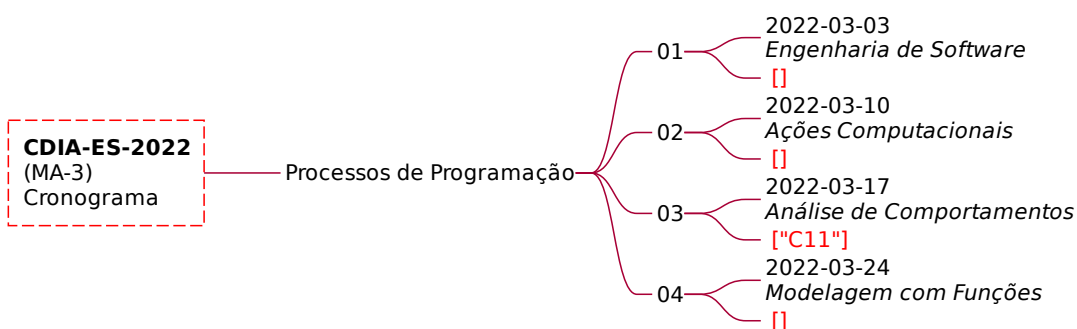 CDIA-ES-2022
(MA-3)
Cronograma
Processos de Programação
01
2022-03-03
Engenharia de Software
[]
02
2022-03-10
Ações Computacionais
[]
03
2022-03-17
Análise de Comportamentos
["C11"]
04
2022-03-24
Modelagem com Funções
[]